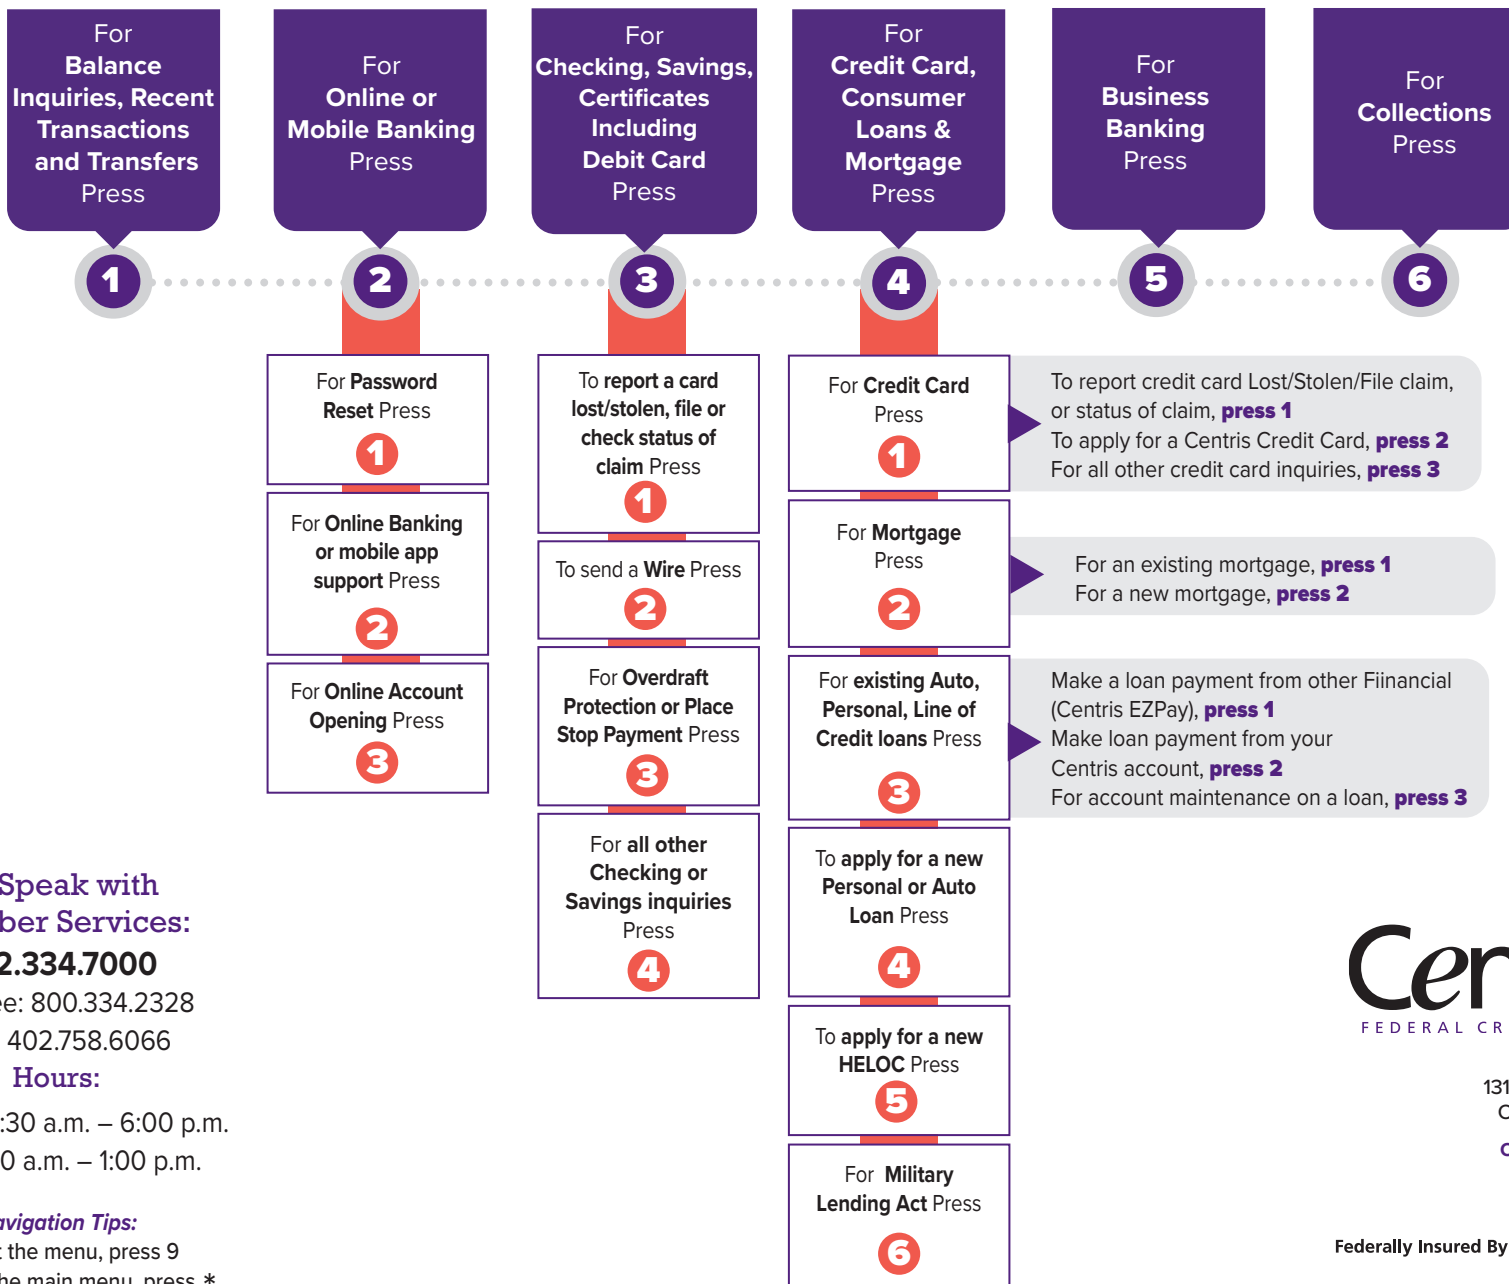 For
Balance
Inquiries, Recent
Transactions
and Transfers
Press
1
For
Online or
Mobile Banking
Press
2
For
Checking, Savings,
Certificates
Including
Debit Card
Press
3
For
Credit Card,
Consumer
Loans &
Mortgage
Press
4
For
Business
Banking
Press
5
For
Collections
Press
6
For Password
Reset Press
1
For Online Banking
or mobile app
support Press
2
For Online Account
Opening Press
3
To report a card
lost/stolen, file or
check status of
claim Press
1
To send a Wire Press
2
For Overdraft
Protection or Place
Stop Payment Press
3
For all other
Checking or
Savings inquiries
Press
4
For Credit Card
Press
1
To report credit card Lost/Stolen/File claim,
or status of claim, press 1
To apply for a Centris Credit Card, press 2
For all other credit card inquiries, press 3
For Mortgage
Press
2
For an existing mortgage, press 1
For a new mortgage, press 2
For existing Auto,
Personal, Line of
Credit loans Press
3
Make a loan payment from other Fiinancial
(Centris EZPay), press 1
Make loan payment from your
Centris account, press 2
For account maintenance on a loan, press 3
To apply for a new
Personal or Auto
Loan Press
4
To apply for a new
HELOC Press
5
For Military
Lending Act Press
6
Speak with
ber Services:
2.334.7000
ee: 800.334.2328
402.758.6066
Hours:
:30 a.m. – 6:00 p.m.
0 a.m. – 1:00 p.m.
avigation Tips:
t the menu, press 9
he main menu, press *
Cen
FEDERAL CR
131
C
Federally Insured By